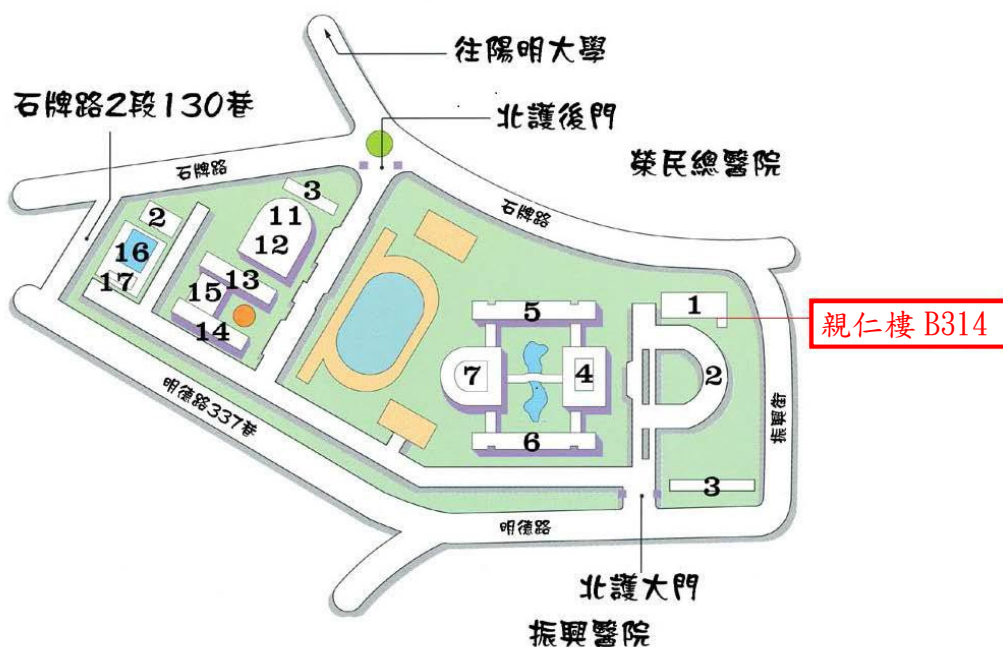 往陽明大學
石牌路2段130巷
北護後門
榮民總醫院
石牌路
石牌路
3
2
11
12
16
17
13
15
14
5
1
親仁樓 B314
7
4
2
6
3
明德路337巷
振興街
明德路
北護大門
振興醫院